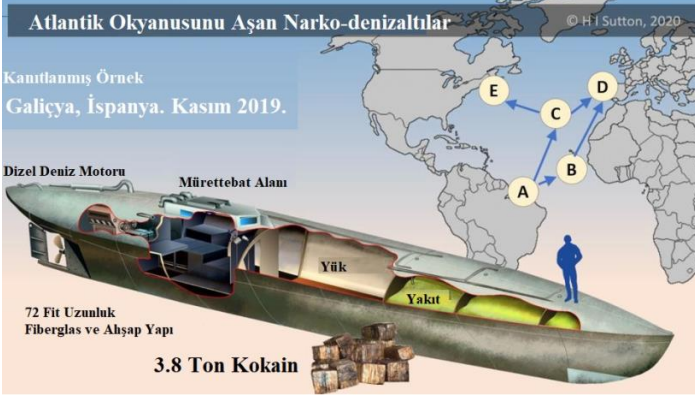 Atlantik Okyanusunu Aşan Narko-denizaltılar
© H I Sutton, 2020
Kanıtlanmış Örnek
Galiçya, İspanya. Kasım 2019.
E
D
C
B
A
Dizel Deniz Motoru
Mürettebat Alanı
Yük
Yakıt
72 Fit Uzunluk
Fiberglas ve Ahşap Yapı
3.8 Ton Kokain